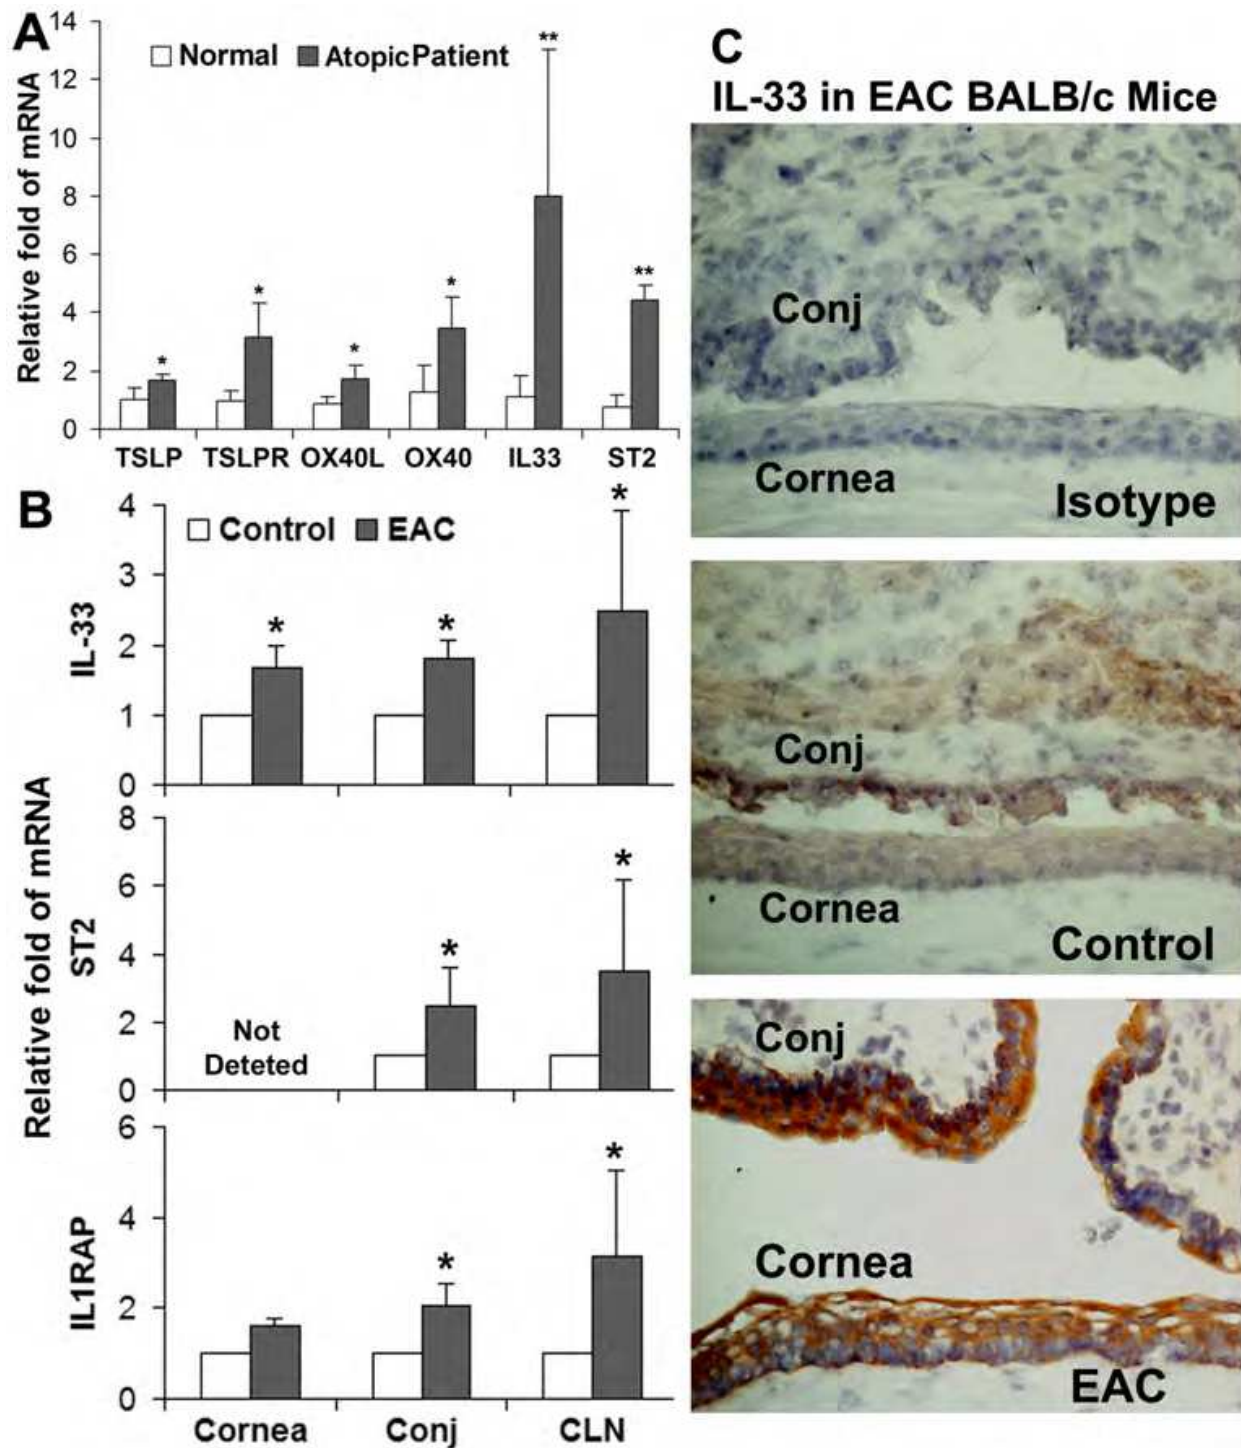 A
14
12
10
8
6
4
2
0
Relative fold of mRNA
Normal AtopicPatient
* * * * ** **
TSLP TSLPR OX40L OX40 IL33 ST2
B
Relative fold of mRNA
IL-33
4
3
2
1
0
Control EAC
* * *
ST2
8
6
4
2
0
Not
Deteted
* *
IL1RAP
6
4
2
0
* *
Cornea Conj CLN
C
IL-33 in EAC BALB/c Mice
Conj
Cornea
Isotype
Conj
Cornea
Control
Conj
Cornea
EAC